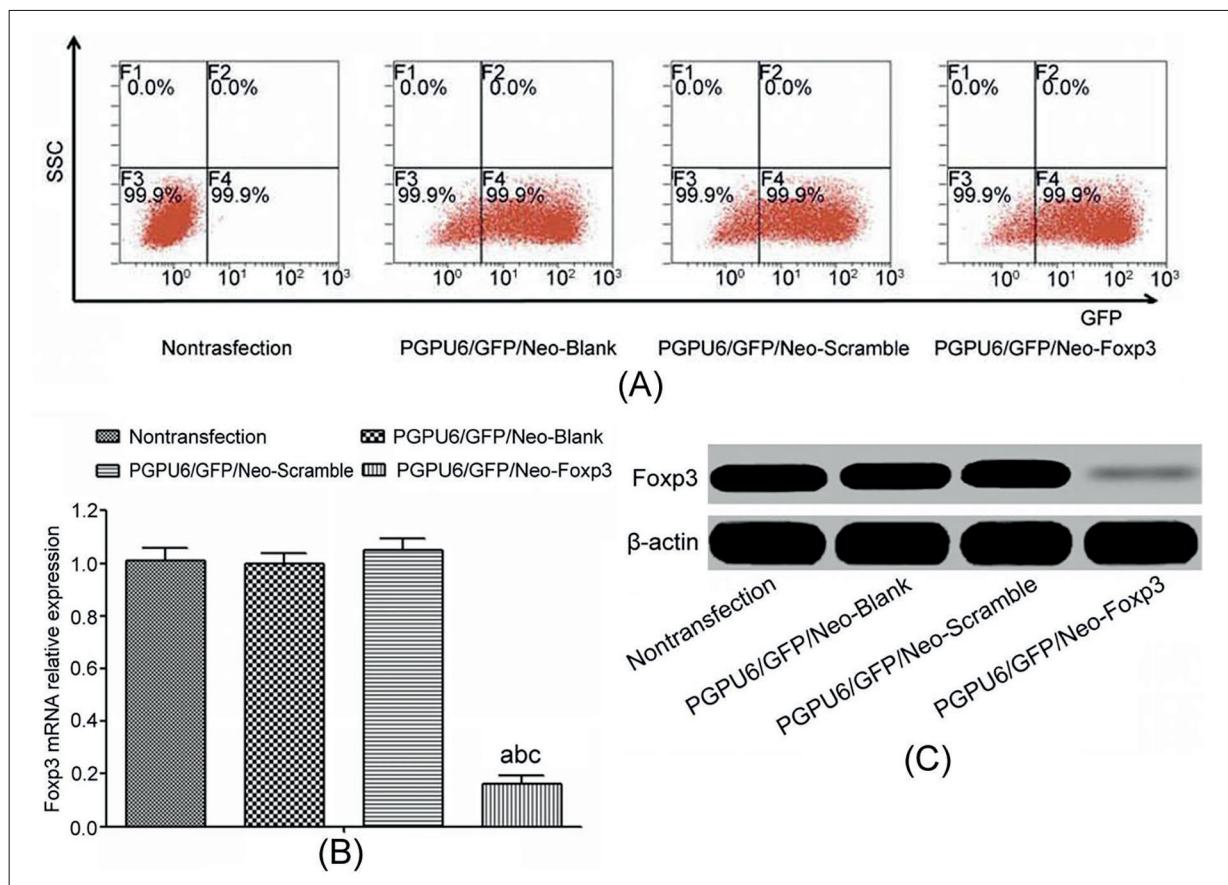 SSC
F1 F2
0.0% 0.0%
F3 F4
99.9% 99.9%
10⁰ 10¹ 10² 10³
F1 F2
0.0% 0.0%
F3 F4
99.9% 99.9%
10⁰ 10¹ 10² 10³
F1 F2
0.0% 0.0%
F3 F4
99.9% 99.9%
10⁰ 10¹ 10² 10³
F1 F2
0.0% 0.0%
F3 F4
99.9% 99.9%
10⁰ 10¹ 10² 10³
GFP
Nontrasfection PGPU6/GFP/Neo-Blank PGPU6/GFP/Neo-Scramble PGPU6/GFP/Neo-Foxp3
(A)
Nontransfection PGPU6/GFP/Neo-Blank
PGPU6/GFP/Neo-Scramble PGPU6/GFP/Neo-Foxp3
Foxp3 mRNA relative expression
1.2
1.0
0.8
0.6
0.4
0.2
0.0
abc
(B)
Foxp3
β-actin
Nontransfection
PGPU6/GFP/Neo-Blank
PGPU6/GFP/Neo-Scramble
PGPU6/GFP/Neo-Foxp3
(C)